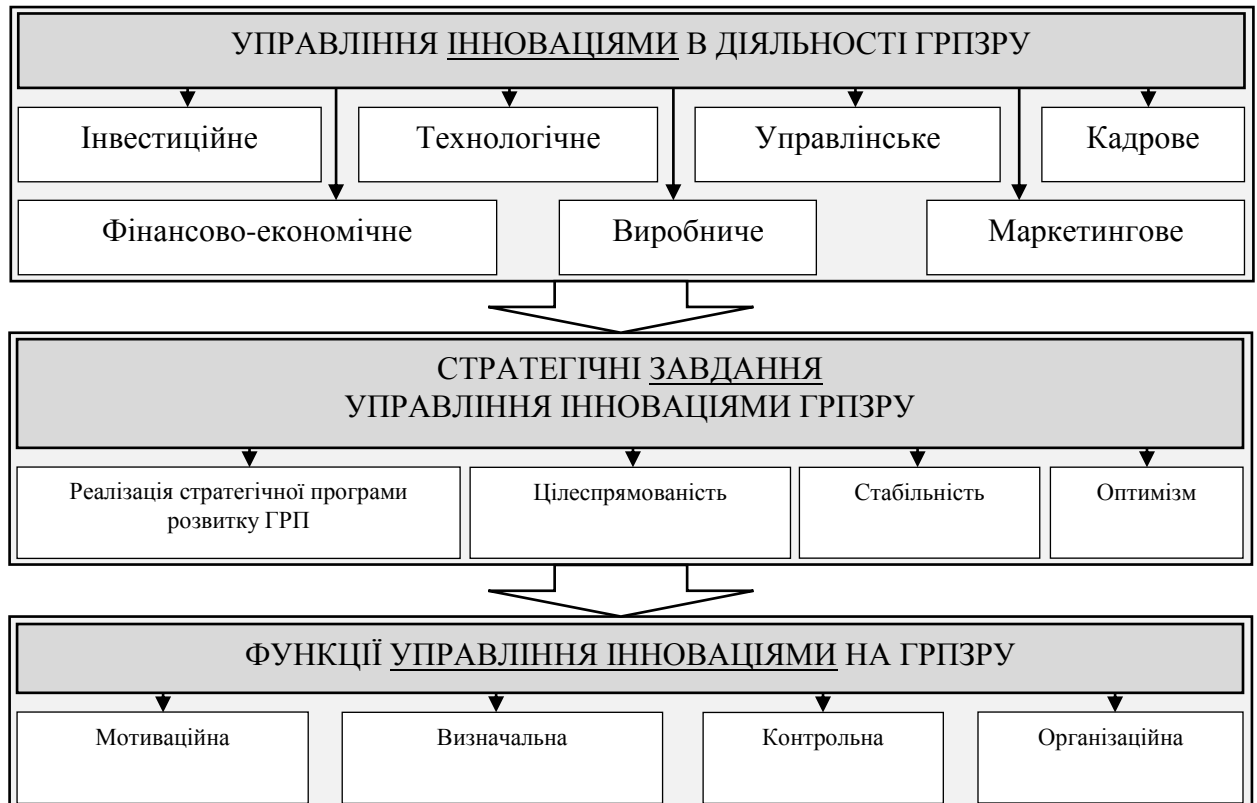 УПРАВЛІННЯ ІННОВАЦІЯМИ В ДІЯЛЬНОСТІ ГРПЗРУ
Інвестиційне
Технологічне
Управлінське
Кадрове
Фінансово-економічне
Виробниче
Маркетингове
СТРАТЕГІЧНІ ЗАВДАННЯ
УПРАВЛІННЯ ІННОВАЦІЯМИ ГРПЗРУ
Реалізація стратегічної програми
розвитку ГРП
Цілеспрямованість
Стабільність
Оптимізм
ФУНКЦІЇ УПРАВЛІННЯ ІННОВАЦІЯМИ НА ГРПЗРУ
Мотиваційна
Визначальна
Контрольна
Організаційна